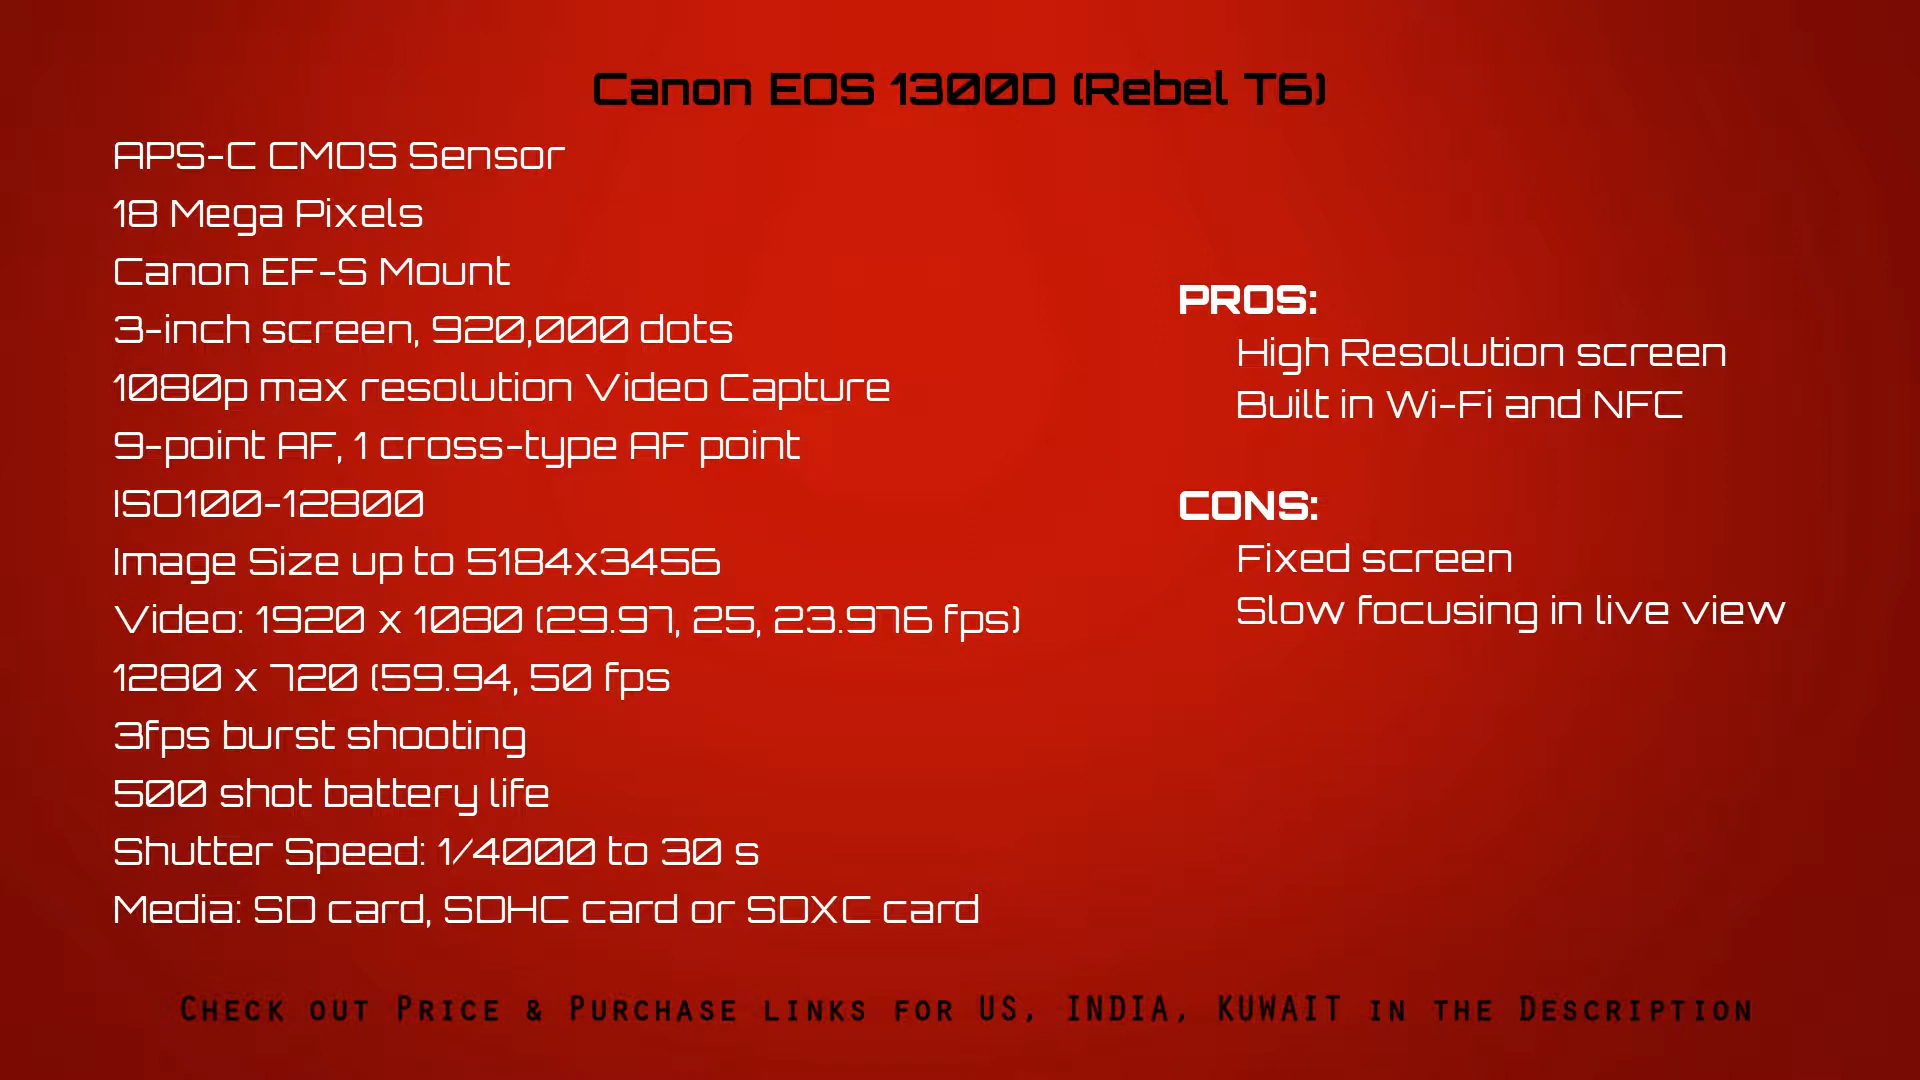 Canon EOS 1300D (Rebel T6)
APS-C CMOS Sensor
18 Mega Pixels
Canon EF-S Mount
3-inch screen, 920,000 dots
1080p max resolution Video Capture
9-point AF, 1 cross-type AF point
ISO100-12800
Image Size up to 5184x3456
Video: 1920 x 1080 (29.97, 25, 23.976 fps)
1280 x 720 (59.94, 50 fps
3fps burst shooting
500 shot battery life
Shutter Speed: 1/4000 to 30 s
Media: SD card, SDHC card or SDXC card
PROS:
High Resolution screen
Built in Wi-Fi and NFC
CONS:
Fixed screen
Slow focusing in live view
Check out Price & Purchase links for US, INDIA, KUWAIT in the Description